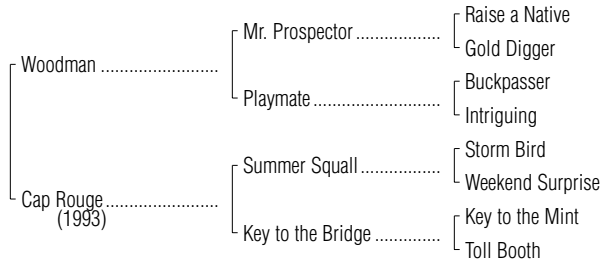 Raise a Native
Mr. Prospector ..................
Gold Digger
Woodman .........................
Buckpasser
Playmate ...........................
Intriguing
Storm Bird
Summer Squall .................
Weekend Surprise
Cap Rouge ........................
(1993)
Key to the Mint
Key to the Bridge ..............
Toll Booth